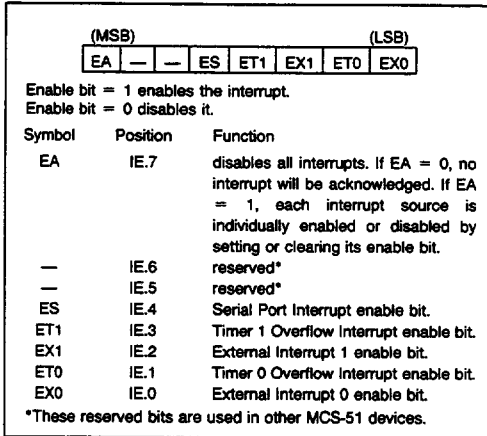 (MSB) (LSB)
EA — — ES ET1 EX1 ET0 EX0
Enable bit = 1 enables the interrupt.
Enable bit = 0 disables it.
Symbol Position Function
EA IE.7 disables all interrupts. If EA = 0, no
interrupt will be acknowledged. If EA
= 1, each interrupt source is
individually enabled or disabled by
setting or clearing its enable bit.
— IE.6 reserved*
— IE.5 reserved*
ES IE.4 Serial Port Interrupt enable bit.
ET1 IE.3 Timer 1 Overflow Interrupt enable bit.
EX1 IE.2 External Interrupt 1 enable bit.
ET0 IE.1 Timer 0 Overflow Interrupt enable bit.
EX0 IE.0 External Interrupt 0 enable bit.
*These reserved bits are used in other MCS-51 devices.